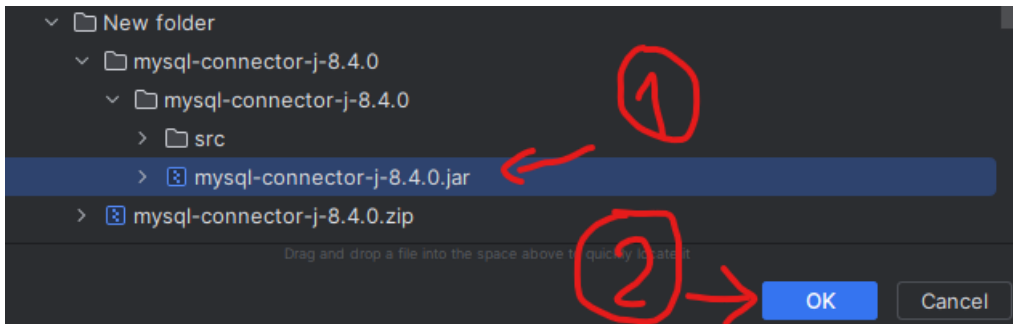 New folder
mysql-connector-j-8.4.0
mysql-connector-j-8.4.0
1
src
mysql-connector-j-8.4.0.jar
mysql-connector-j-8.4.0.zip
Drag and drop a file into the space above to quickly locate it
2
OK Cancel